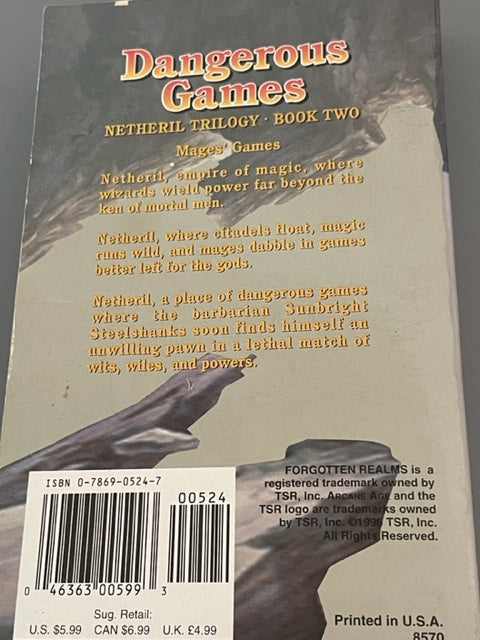 Dangerous
Games
NETHERIL TRILOGY · BOOK TWO
Mages' Games
Netheril, empire of magic, where
wizards wield power far beyond the
ken of mortal men.
Netheril, where citadels float, magic
runs wild, and mages dabble in games
better left for the gods.
Netheril, a place of dangerous games
where the barbarian Sunbright
Steelshanks soon finds himself an
unwilling pawn in a lethal match of
wits, wiles, and powers.
ISBN 0-7869-0524-7
00524
0 46363 00599 3
Sug. Retail:
U.S. $5.99 CAN $6.99 U.K. £4.99
FORGOTTEN REALMS is a
registered trademark owned by
TSR, Inc. ARCANE AGE and the
TSR logo are trademarks owned
by TSR, Inc. ©1996 TSR, Inc.
All Rights Reserved.
Printed in U.S.A.
8570